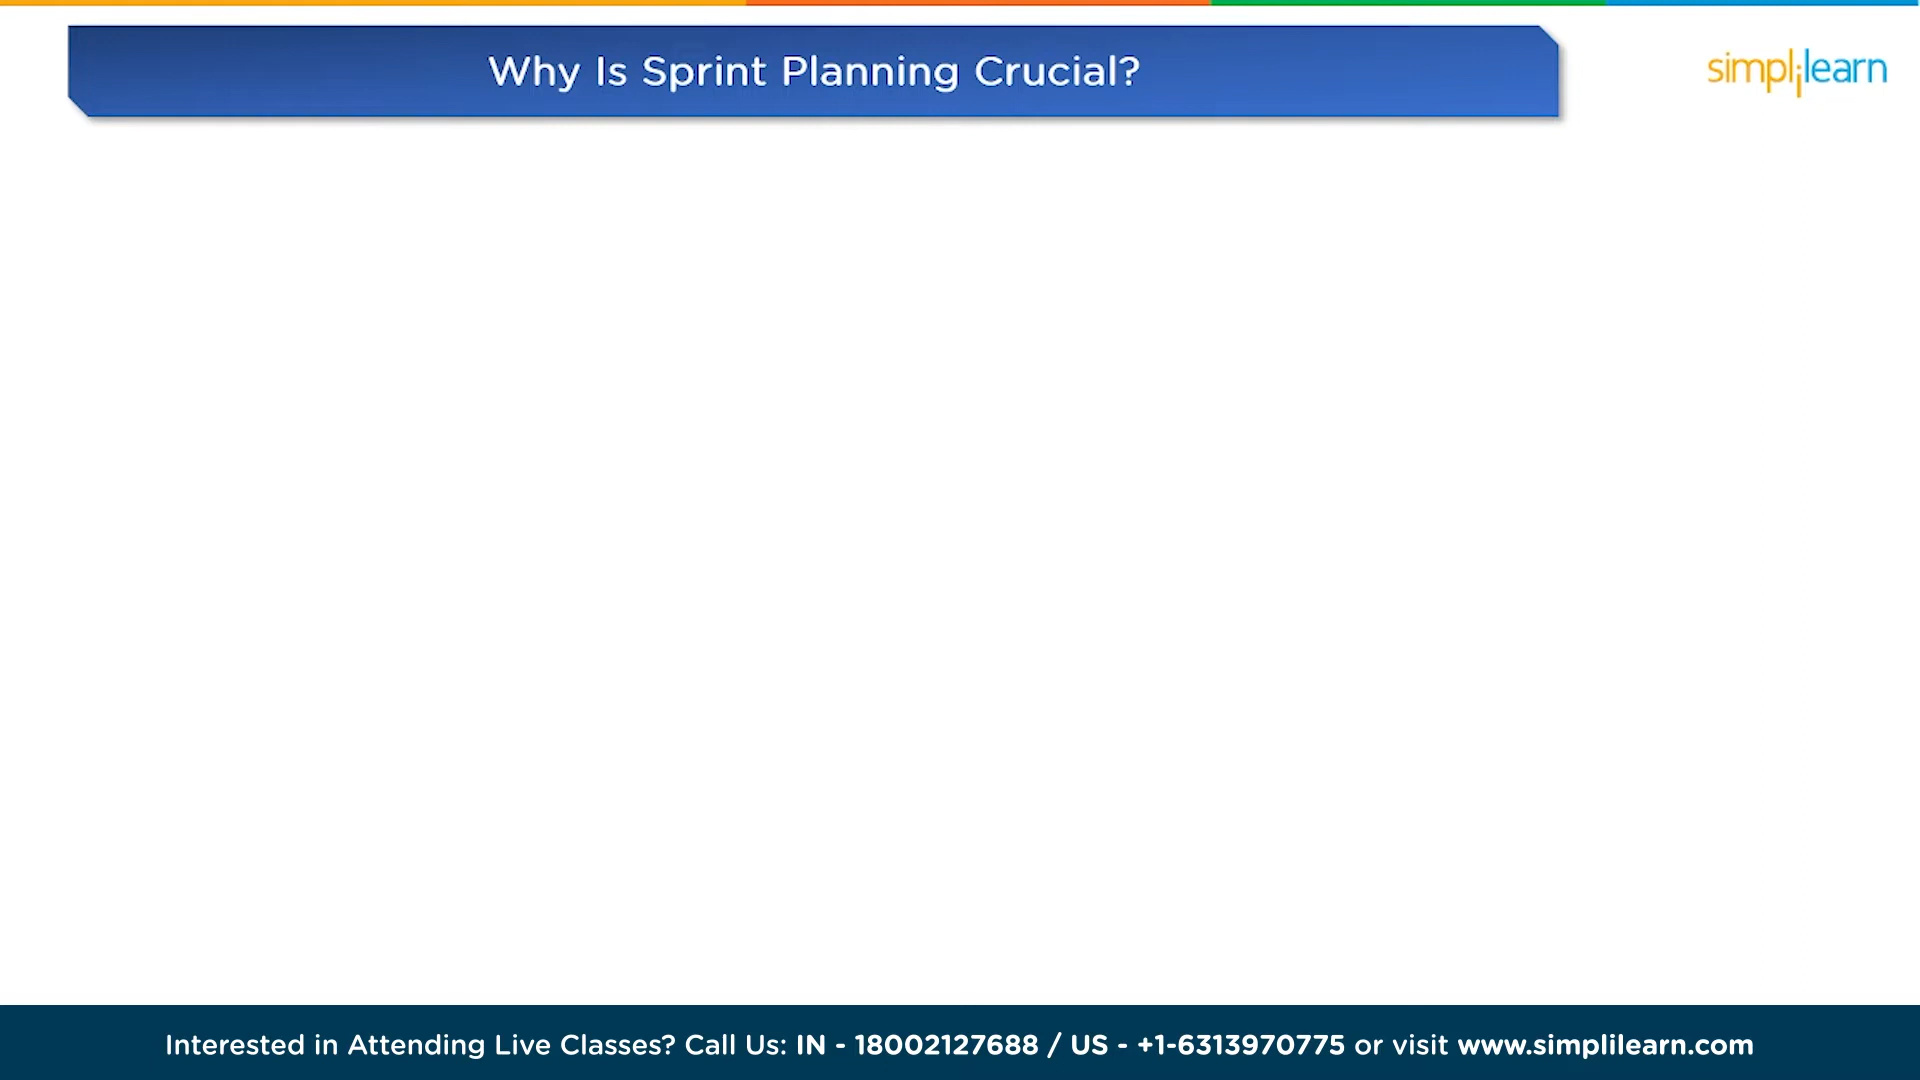 Why Is Sprint Planning Crucial?
simplilearn
Interested in Attending Live Classes? Call Us: IN - 18002127688 / US - +1-6313970775 or visit www.simplilearn.com